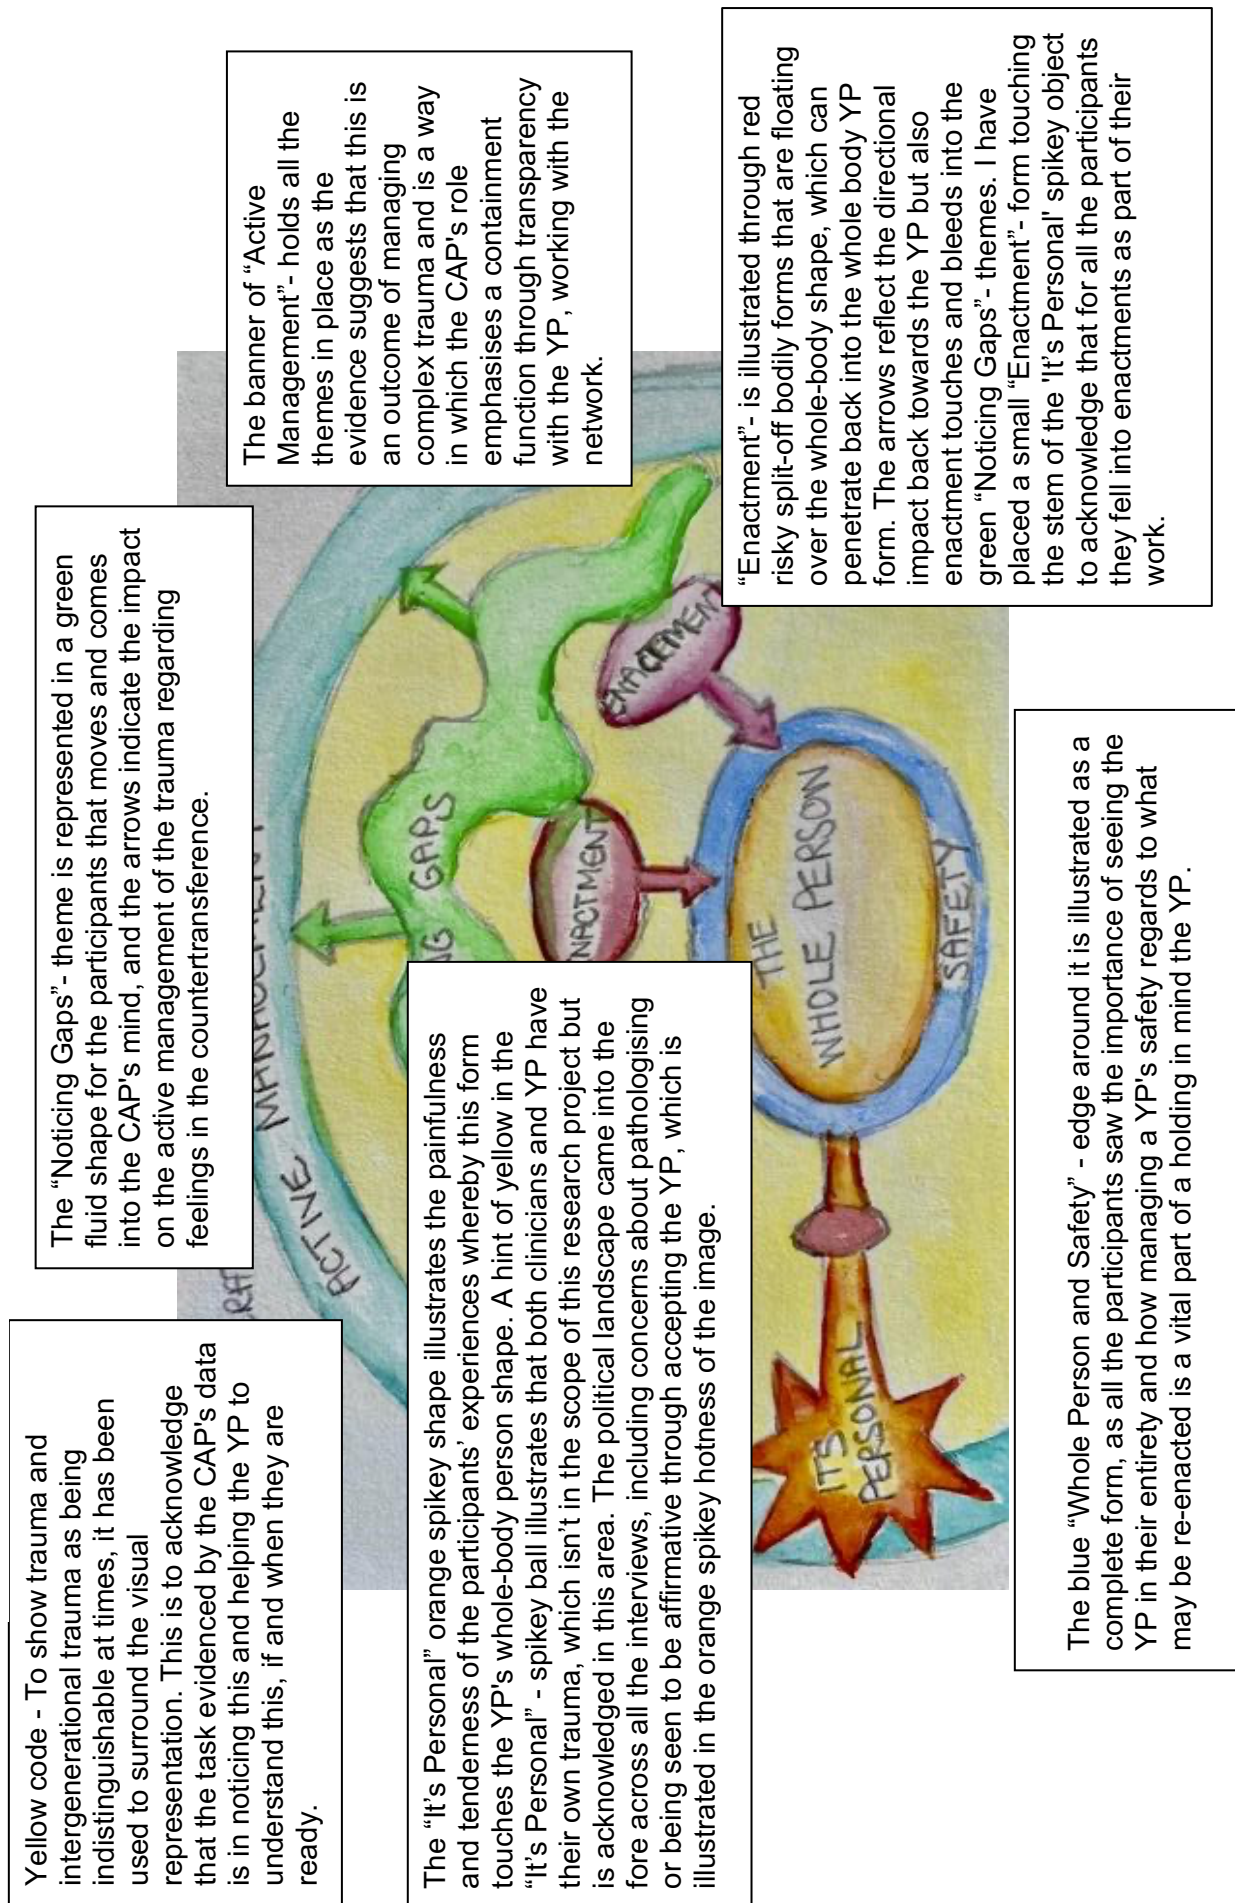 Yellow code - To show trauma and
intergenerational trauma as being
indistinguishable at times, it has been
used to surround the visual
representation. This is to acknowledge
that the task evidenced by the CAP's data
is in noticing this and helping the YP to
understand this, if and when they are
ready.
The “Noticing Gaps”- theme is represented in a green
fluid shape for the participants that moves and comes
into the CAP's mind, and the arrows indicate the impact
on the active management of the trauma regarding
feelings in the countertransference.
The banner of “Active
Management”- holds all the
themes in place as the
evidence suggests that this is
an outcome of managing
complex trauma and is a way
in which the CAP's role
emphasises a containment
function through transparency
with the YP, working with the
network.
ACTIVE
GAPS
ENACTMENT
THE
WHOLE PERSON
SAFETY
ITS
PERSONAL
The “It’s Personal” orange spikey shape illustrates the painfulness
and tenderness of the participants’ experiences whereby this form
touches the YP's whole-body person shape. A hint of yellow in the
“It’s Personal” - spikey ball illustrates that both clinicians and YP have
their own trauma, which isn’t in the scope of this research project but
is acknowledged in this area. The political landscape came into the
fore across all the interviews, including concerns about pathologising
or being seen to be affirmative through accepting the YP, which is
illustrated in the orange spikey hotness of the image.
“Enactment”- is illustrated through red
risky split-off bodily forms that are floating
over the whole-body shape, which can
penetrate back into the whole body YP
form. The arrows reflect the directional
impact back towards the YP but also
enactment touches and bleeds into the
green “Noticing Gaps”- themes. I have
placed a small “Enactment”- form touching
the stem of the 'It’s Personal' spikey object
to acknowledge that for all the participants
they fell into enactments as part of their
work.
The blue “Whole Person and Safety” - edge around it is illustrated as a
complete form, as all the participants saw the importance of seeing the
YP in their entirety and how managing a YP's safety regards to what
may be re-enacted is a vital part of a holding in mind the YP.